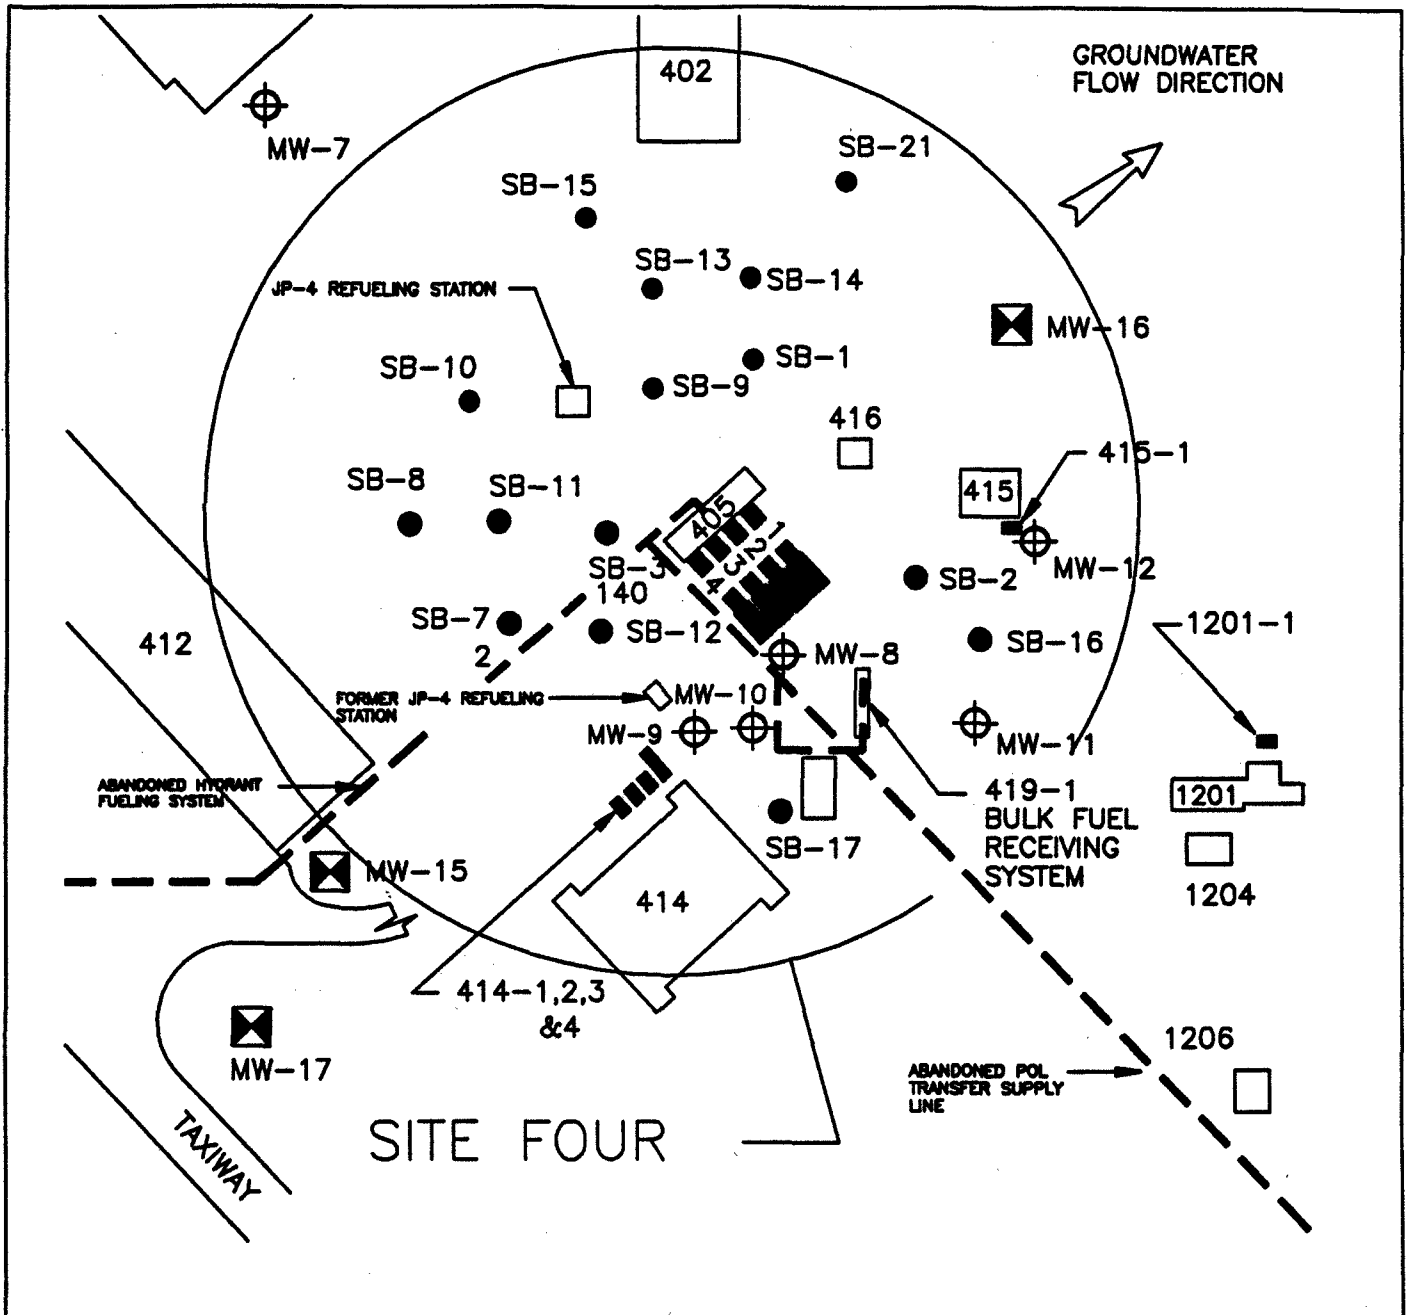 402
GROUNDWATER
FLOW DIRECTION
MW-7
SB-21
SB-15
SB-13
SB-14
JP-4 REFUELING STATION
MW-16
SB-1
SB-10
SB-9
416
415-1
SB-8
SB-11
415
405
1
2
3
4
SB-3
MW-12
SB-2
140
SB-7
SB-12
1201-1
SB-16
412
2
MW-8
FORMER JP-4 REFUELING
STATION
MW-10
MW-9
MW-11
ABANDONED HYDRANT
FUELING SYSTEM
419-1
BULK FUEL
RECEIVING
SYSTEM
1201
SB-17
MW-15
1204
414
414-1,2,3
&4
1206
MW-17
ABANDONED POL
TRANSFER SUPPLY
LINE
SITE FOUR
TAXIWAY